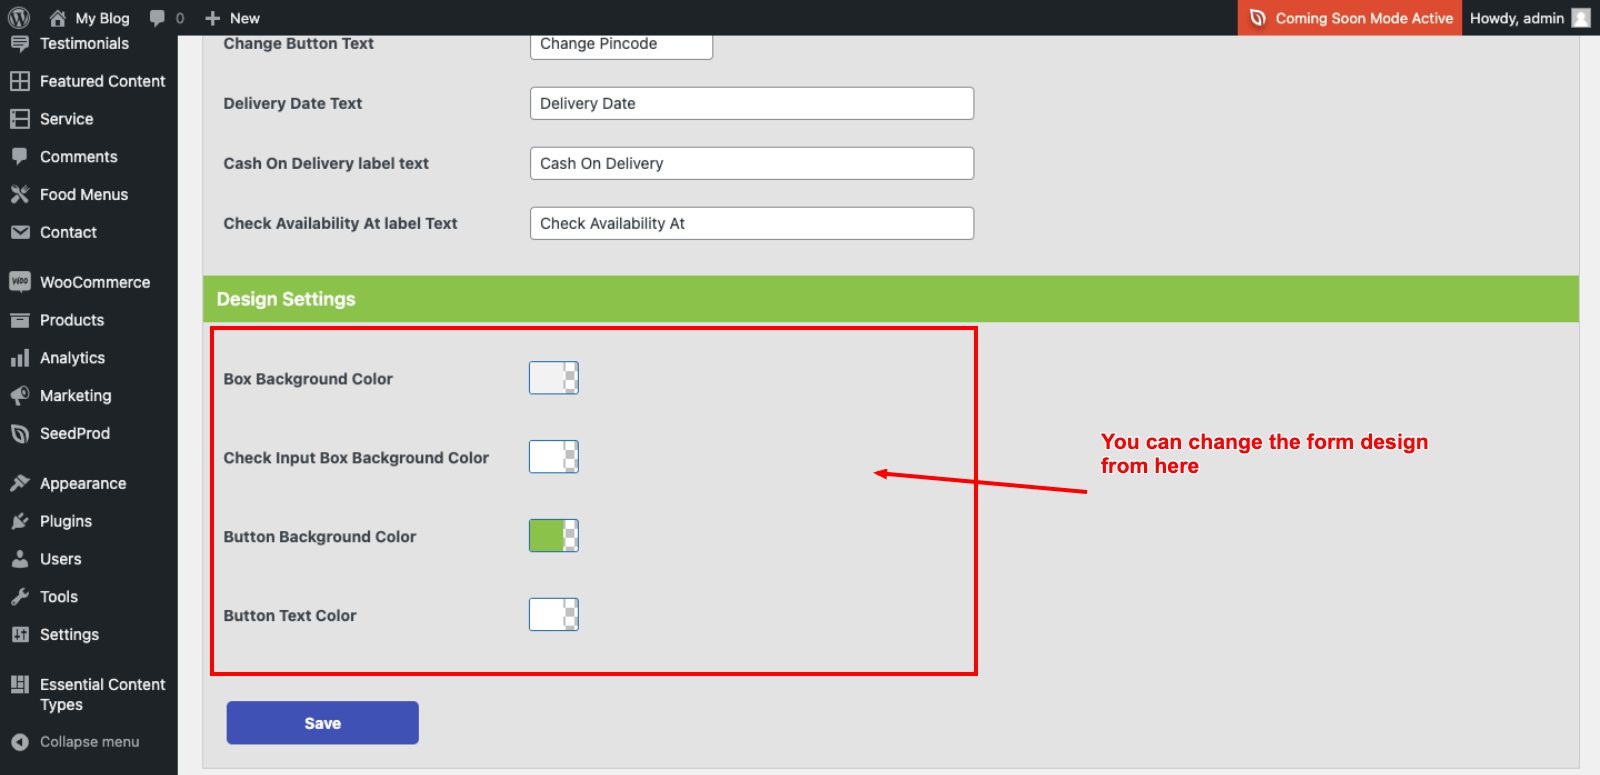 My Blog
0
New
Coming Soon Mode Active
Howdy, admin
Testimonials
Featured Content
Service
Comments
Food Menus
Contact
Woo
WooCommerce
Products
Analytics
Marketing
SeedProd
Appearance
Plugins
Users
Tools
Settings
Essential Content
Types
Collapse menu
Change Button Text
Change Pincode
Delivery Date Text
Delivery Date
Cash On Delivery label text
Cash On Delivery
Check Availability At label Text
Check Availability At
Design Settings
Box Background Color
Check Input Box Background Color
Button Background Color
Button Text Color
You can change the form design
from here
Save